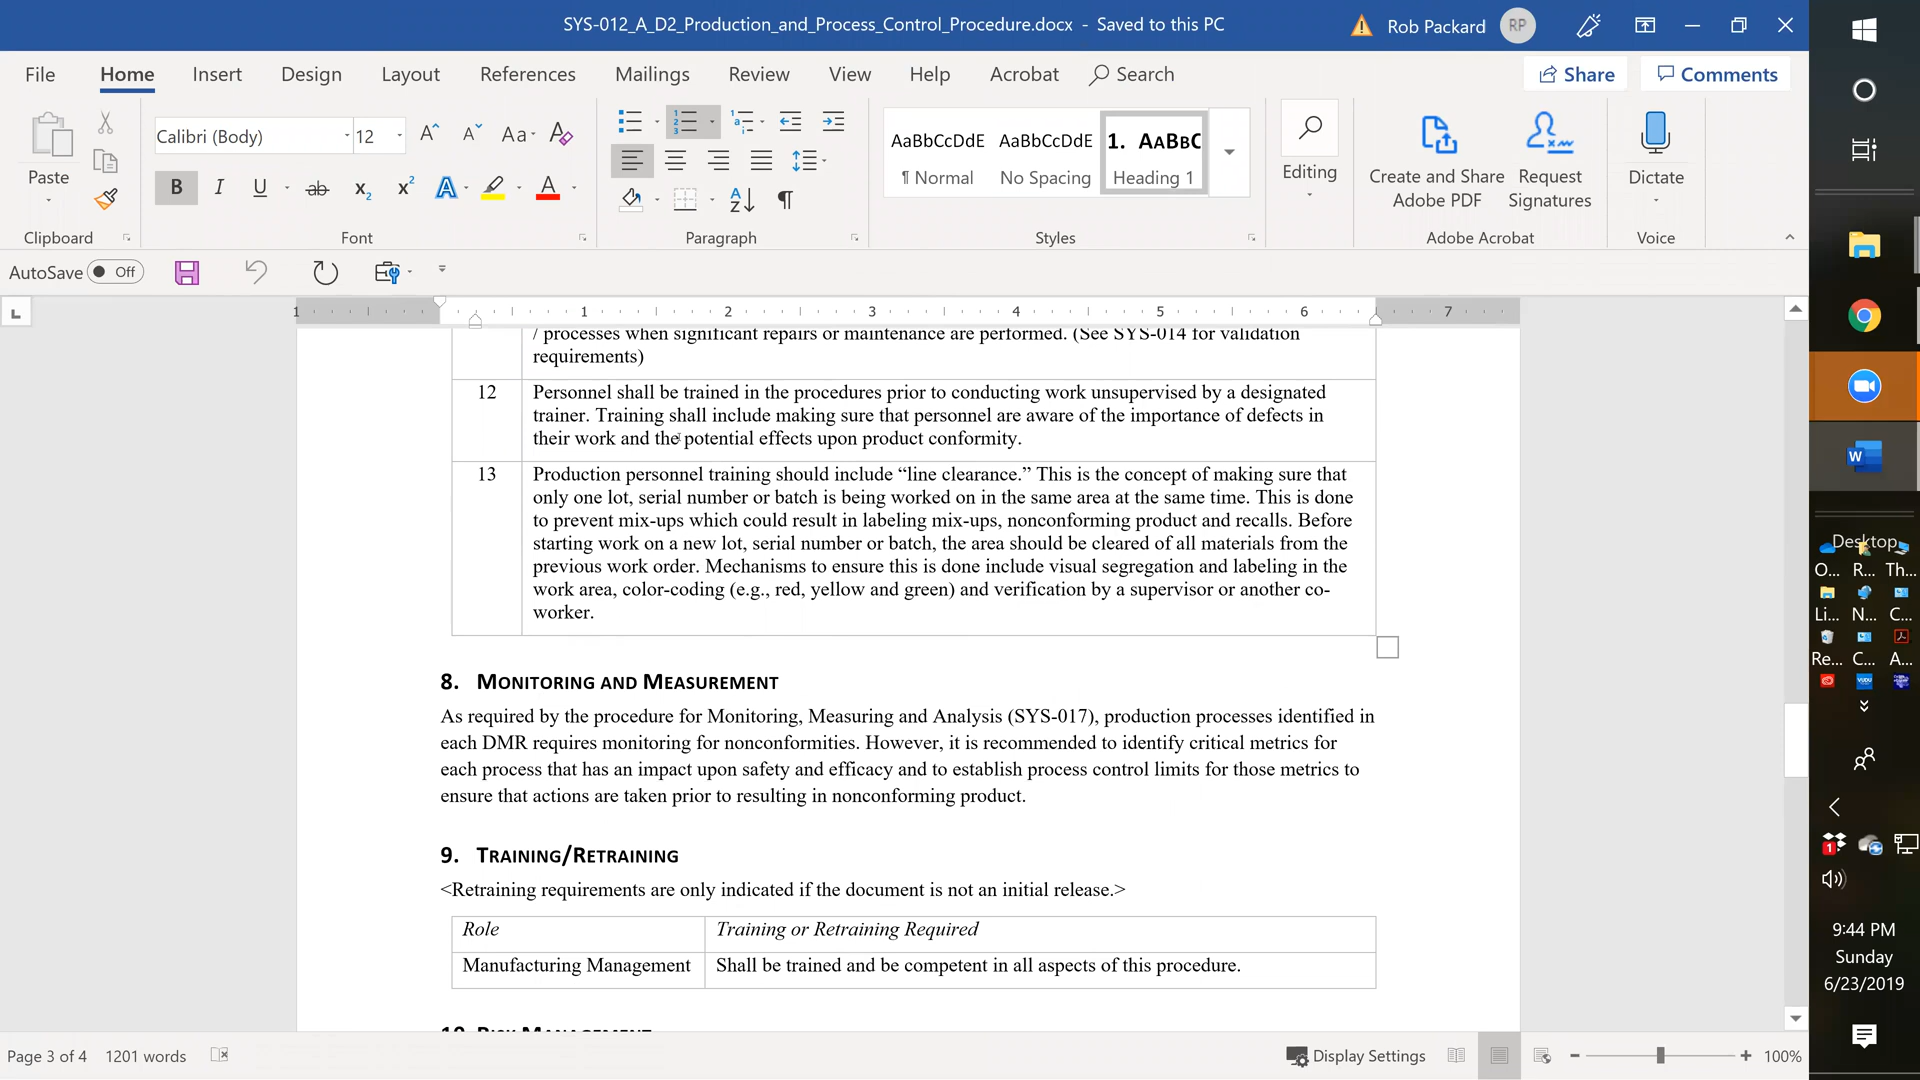 SYS-012_A_D2_Production_and_Process_Control_Procedure.docx - Saved to this PC
Rob Packard RP
File Home Insert Design Layout References Mailings Review View Help Acrobat Search
Share Comments
Calibri (Body) 12
Paste
AaBbCcDdE AaBbCcDdE 1. AABBC
¶ Normal No Spacing Heading 1
Editing
Create and Share
Adobe PDF
Request
Signatures
Dictate
Clipboard Font Paragraph Styles Adobe Acrobat Voice
AutoSave Off
1 1 2 3 4 5 6 7
/ processes when significant repairs or maintenance are performed. (See SYS-014 for validation
requirements)
12 Personnel shall be trained in the procedures prior to conducting work unsupervised by a designated
trainer. Training shall include making sure that personnel are aware of the importance of defects in
their work and the potential effects upon product conformity.
13 Production personnel training should include “line clearance.” This is the concept of making sure that
only one lot, serial number or batch is being worked on in the same area at the same time. This is done
to prevent mix-ups which could result in labeling mix-ups, nonconforming product and recalls. Before
starting work on a new lot, serial number or batch, the area should be cleared of all materials from the
previous work order. Mechanisms to ensure this is done include visual segregation and labeling in the
work area, color-coding (e.g., red, yellow and green) and verification by a supervisor or another co-
worker.
8. MONITORING AND MEASUREMENT
As required by the procedure for Monitoring, Measuring and Analysis (SYS-017), production processes identified in
each DMR requires monitoring for nonconformities. However, it is recommended to identify critical metrics for
each process that has an impact upon safety and efficacy and to establish process control limits for those metrics to
ensure that actions are taken prior to resulting in nonconforming product.
9. TRAINING/RETRAINING
<Retraining requirements are only indicated if the document is not an initial release.>
Role Training or Retraining Required
Manufacturing Management Shall be trained and be competent in all aspects of this procedure.
10 RISK MANAGEMENT
Page 3 of 4 1201 words
Display Settings
100%
Desktop
O... R... Th...
Li... N... C...
Re... C... A...
9:44 PM
Sunday
6/23/2019